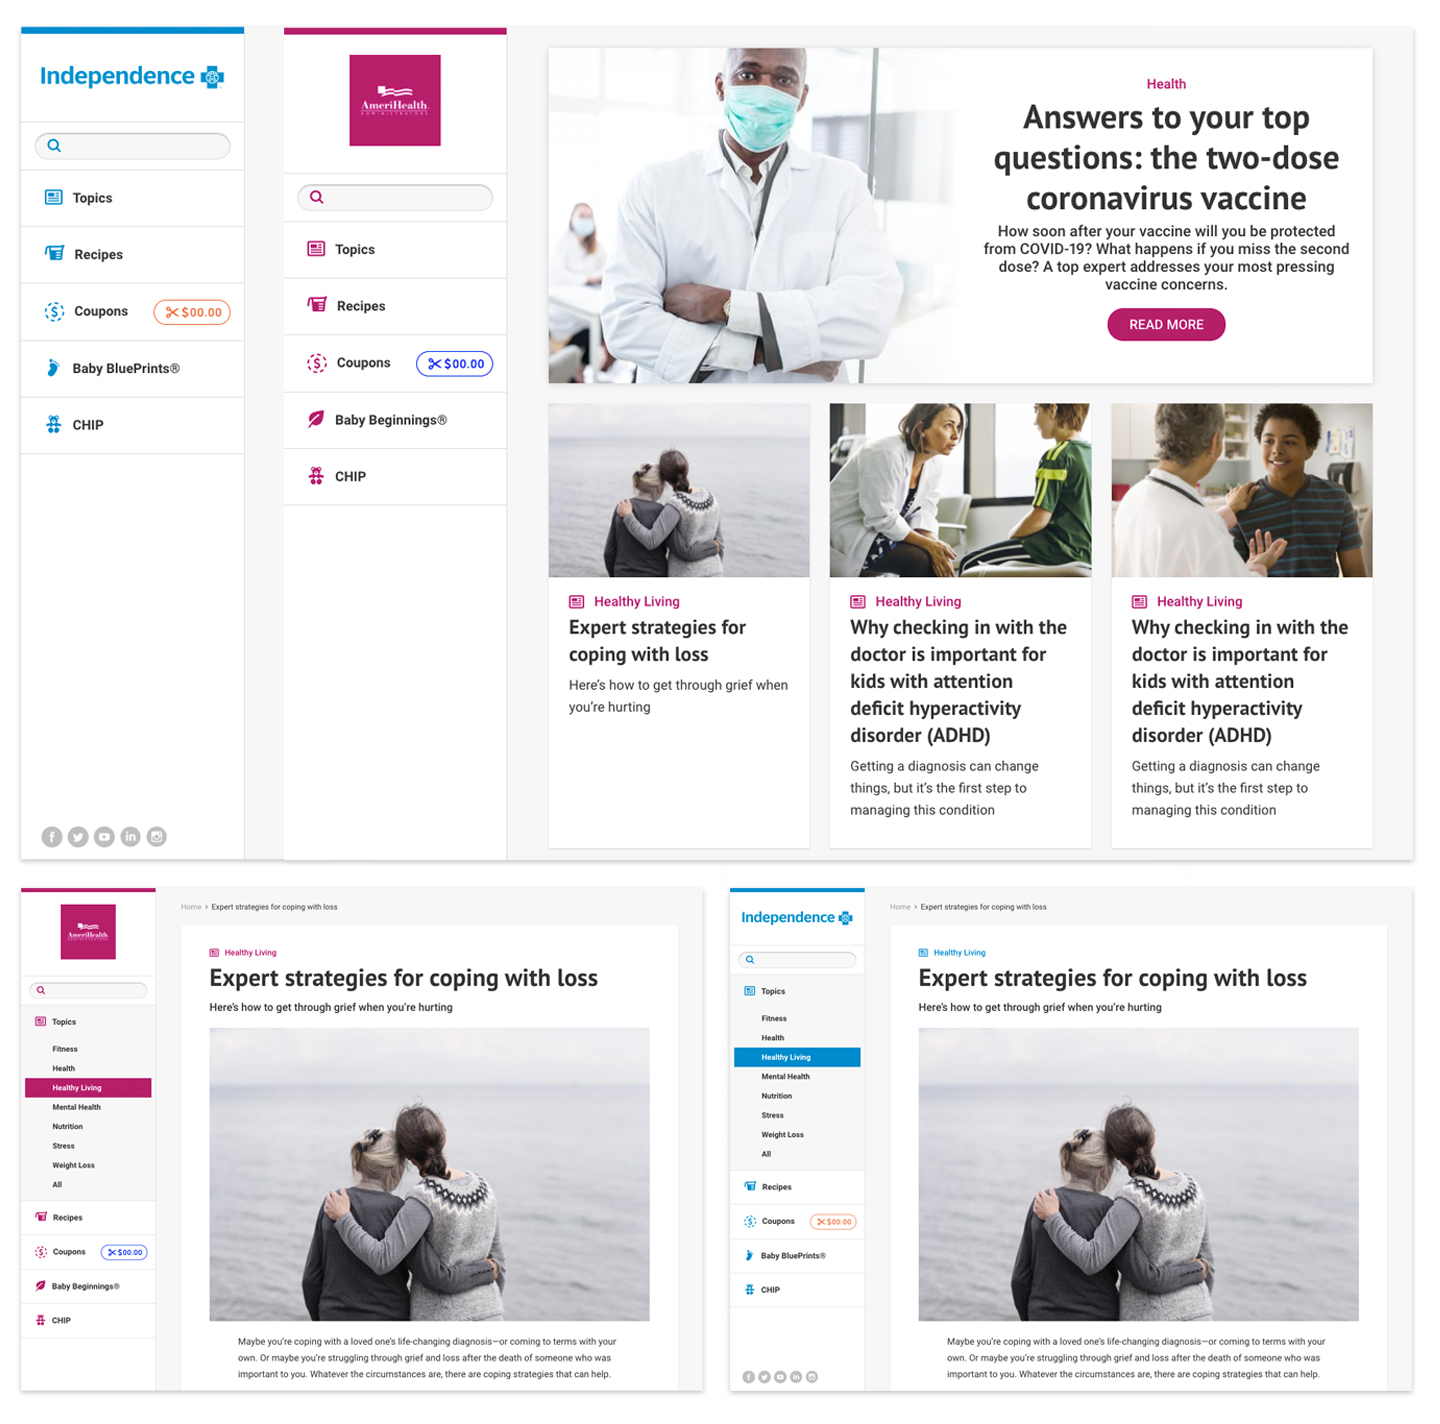 Independence
Topics
Recipes
Coupons
$00.00
Baby BluePrints®
CHIP
AmeriHealth.
ADMINISTRATORS
Topics
Recipes
Coupons
$00.00
Baby Beginnings®
CHIP
Health
Answers to your top
questions: the two-dose
coronavirus vaccine
How soon after your vaccine will you be protected
from COVID-19? What happens if you miss the second
dose? A top expert addresses your most pressing
vaccine concerns.
READ MORE
Healthy Living
Expert strategies for
coping with loss
Here’s how to get through grief when
you’re hurting
Healthy Living
Why checking in with the
doctor is important for
kids with attention
deficit hyperactivity
disorder (ADHD)
Getting a diagnosis can change
things, but it’s the first step to
managing this condition
Healthy Living
Why checking in with the
doctor is important for
kids with attention
deficit hyperactivity
disorder (ADHD)
Getting a diagnosis can change
things, but it’s the first step to
managing this condition
AmeriHealth.
ADMINISTRATORS
Topics
Fitness
Health
Healthy Living
Mental Health
Nutrition
Stress
Weight Loss
All
Recipes
Coupons
$00.00
Baby Beginnings®
CHIP
Home > Expert strategies for coping with loss
Healthy Living
Expert strategies for coping with loss
Here’s how to get through grief when you’re hurting
Maybe you’re coping with a loved one’s life-changing diagnosis—or coming to terms with your
own. Or maybe you’re struggling through grief and loss after the death of someone who was
important to you. Whatever the circumstances are, there are coping strategies that can help.
Independence
Topics
Fitness
Health
Healthy Living
Mental Health
Nutrition
Stress
Weight Loss
All
Recipes
Coupons
$00.00
Baby BluePrints®
CHIP
Home > Expert strategies for coping with loss
Healthy Living
Expert strategies for coping with loss
Here’s how to get through grief when you’re hurting
Maybe you’re coping with a loved one’s life-changing diagnosis—or coming to terms with your
own. Or maybe you’re struggling through grief and loss after the death of someone who was
important to you. Whatever the circumstances are, there are coping strategies that can help.